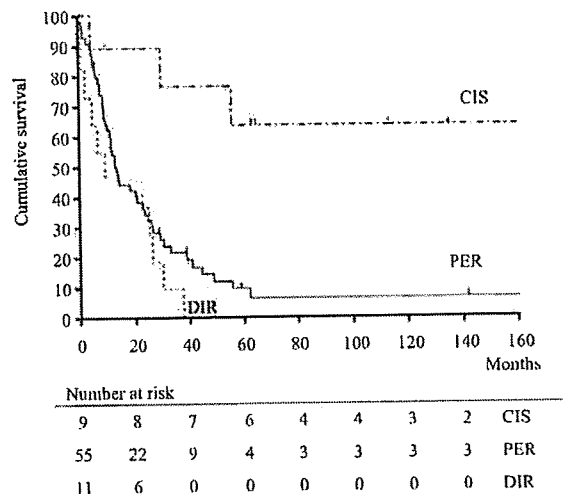 100
90
80
70
60
50
40
30
20
10
0
Cumulative survival
CIS
PER
DIR
0 20 40 60 80 100 120 140 160
Months
Number at risk
9 8 7 6 4 4 3 2 CIS
55 22 9 4 3 3 3 3 PER
11 6 0 0 0 0 0 0 DIR